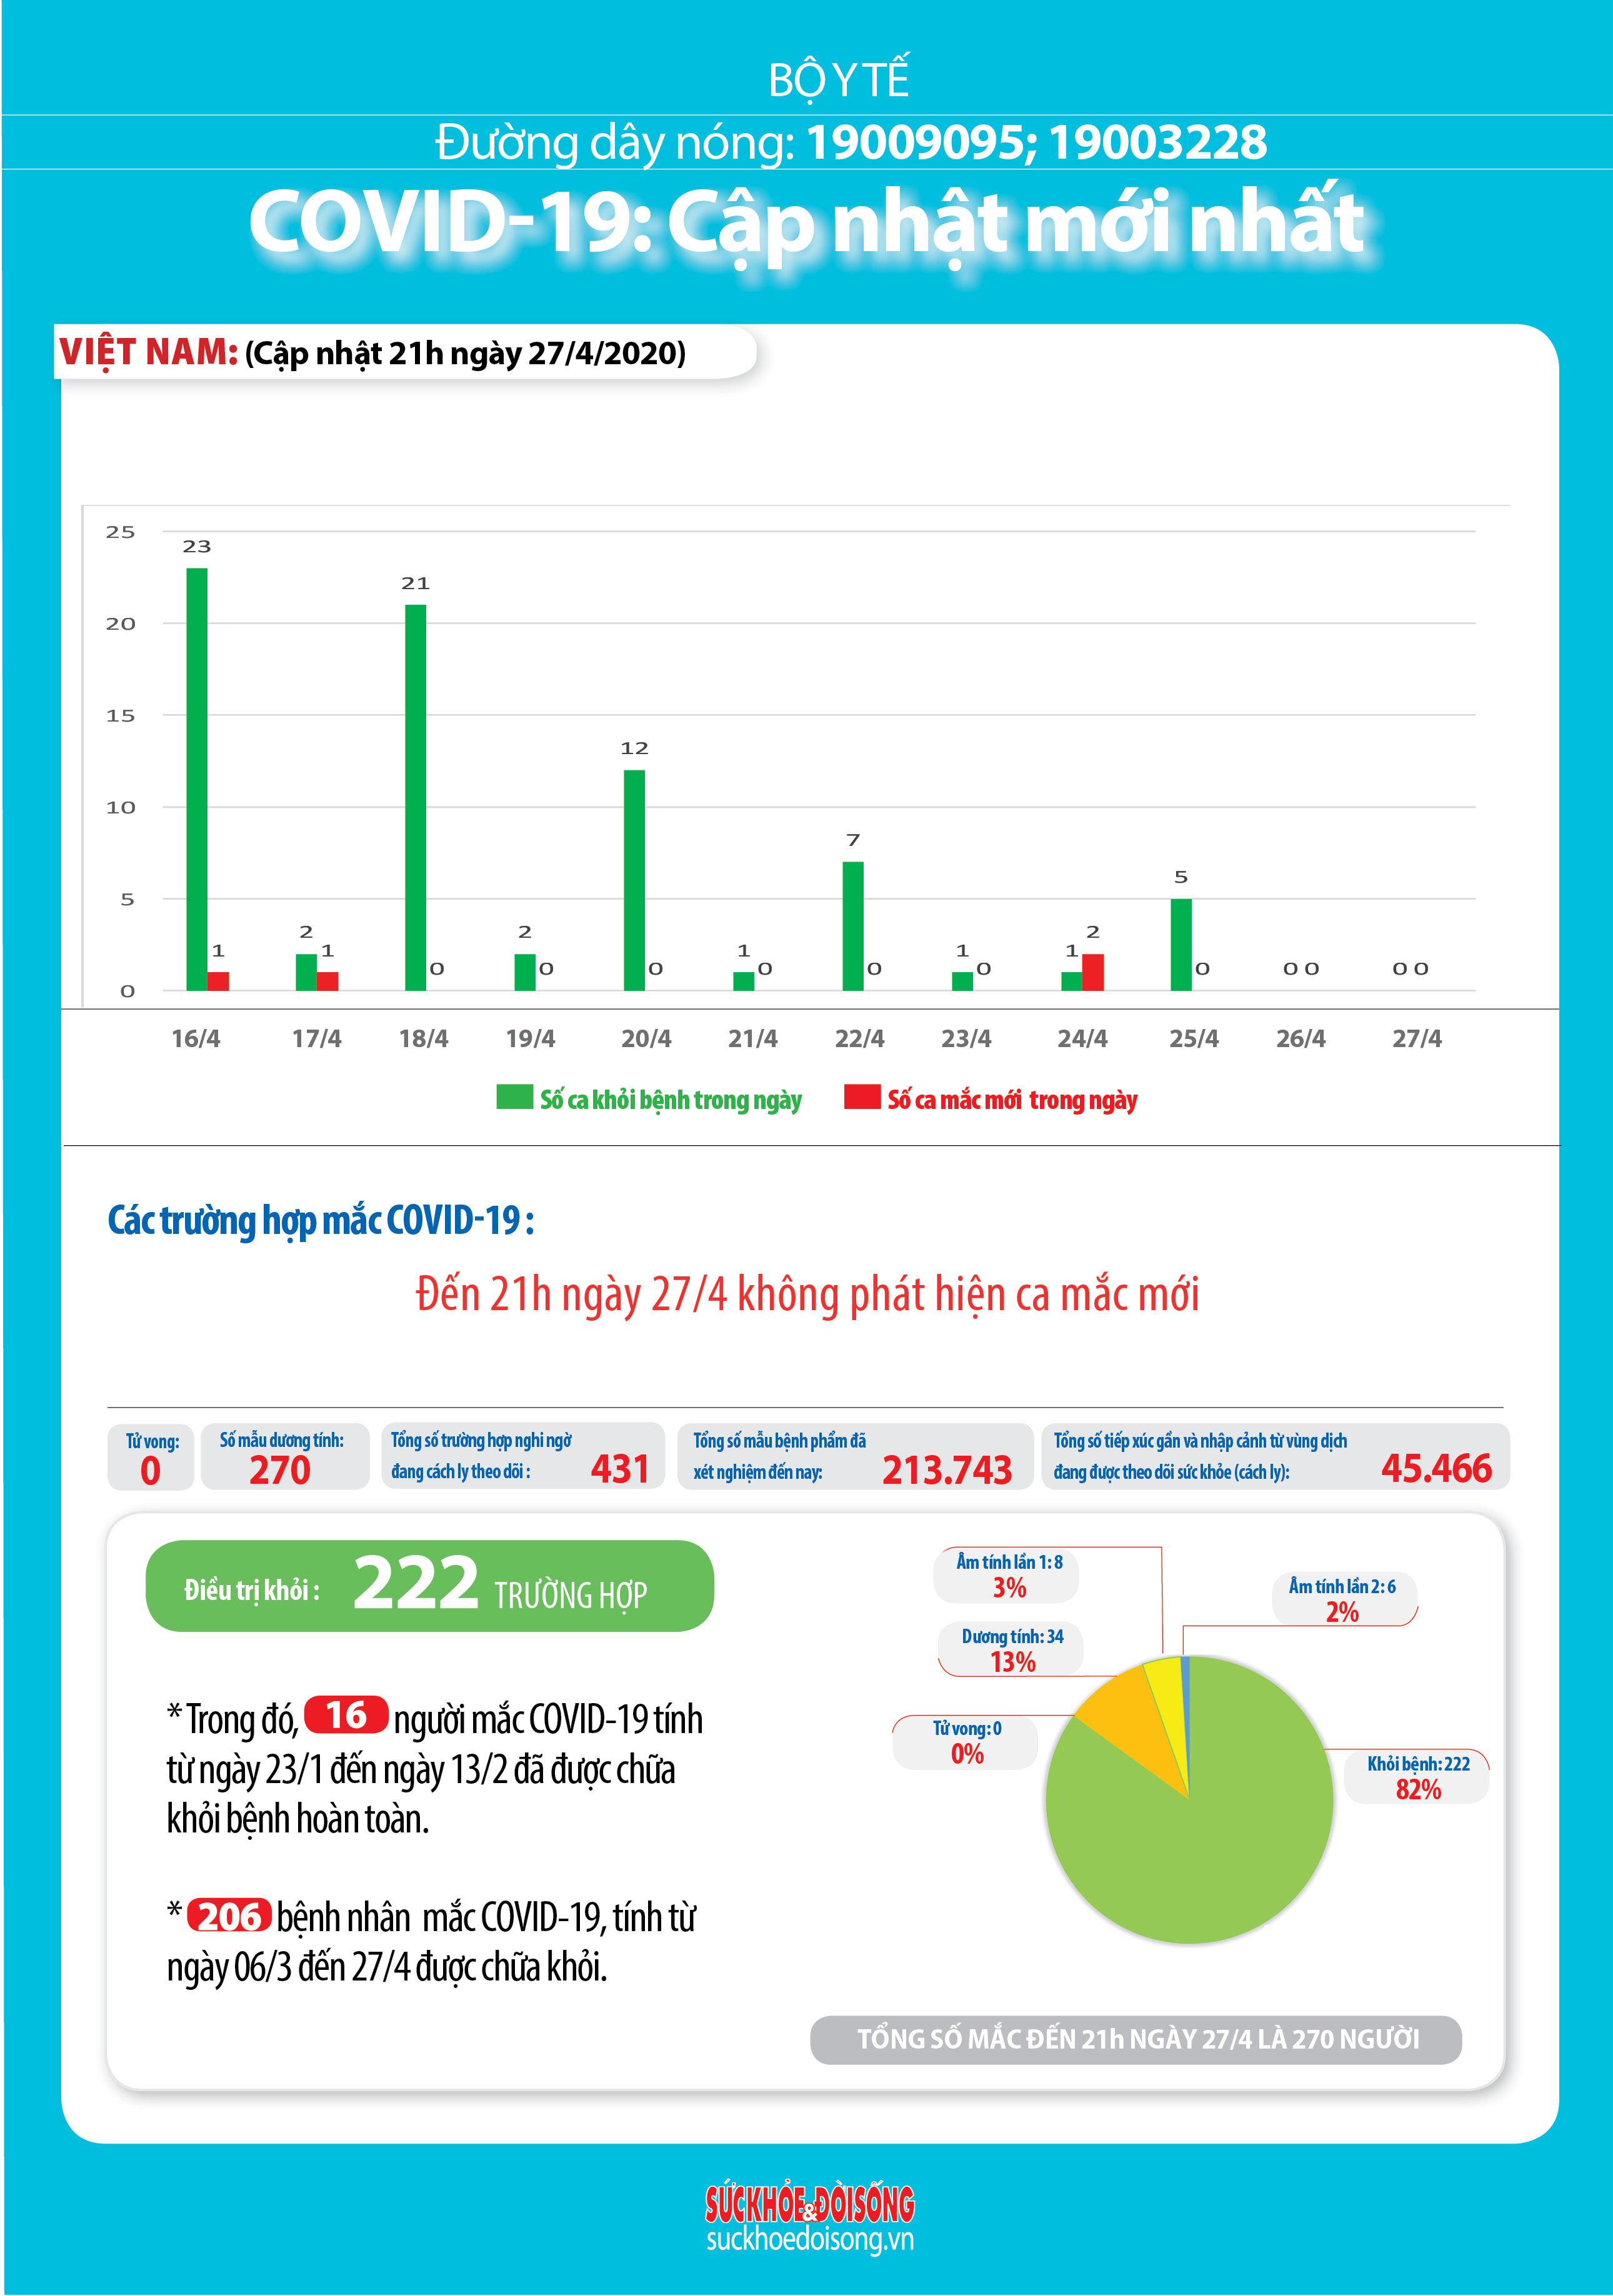 BỘ Y TẾ
Đường dây nóng: 19009095; 19003228
COVID-19: Cập nhật mới nhất
VIỆT NAM: (Cập nhật 21h ngày 27/4/2020)
25
20
15
10
5
0
23 1
2 1
21 0
2 0
12 0
1 0
7 0
1 0
1 2
5 0
0 0
0 0
16/4 17/4 18/4 19/4 20/4 21/4 22/4 23/4 24/4 25/4 26/4 27/4
Số ca khỏi bệnh trong ngày
Số ca mắc mới trong ngày
Các trường hợp mắc COVID-19 :
Đến 21h ngày 27/4 không phát hiện ca mắc mới
Tử vong:
0
Số mẫu dương tính:
270
Tổng số trường hợp nghi ngờ
đang cách ly theo dõi : 431
Tổng số mẫu bệnh phẩm đã
xét nghiệm đến nay: 213.743
Tổng số tiếp xúc gần và nhập cảnh từ vùng dịch
đang được theo dõi sức khỏe (cách ly): 45.466
Điều trị khỏi : 222 TRƯỜNG HỢP
* Trong đó, 16 người mắc COVID-19 tính
từ ngày 23/1 đến ngày 13/2 đã được chữa
khỏi bệnh hoàn toàn.
* 206 bệnh nhân mắc COVID-19, tính từ
ngày 06/3 đến 27/4 được chữa khỏi.
Âm tính lần 1: 8
3%
Âm tính lần 2: 6
2%
Dương tính: 34
13%
Tử vong: 0
0%
Khỏi bệnh: 222
82%
TỔNG SỐ MẮC ĐẾN 21h NGÀY 27/4 LÀ 270 NGƯỜI
SỨCKHỎE&ĐỜISỐNG
suckhoedoisong.vn